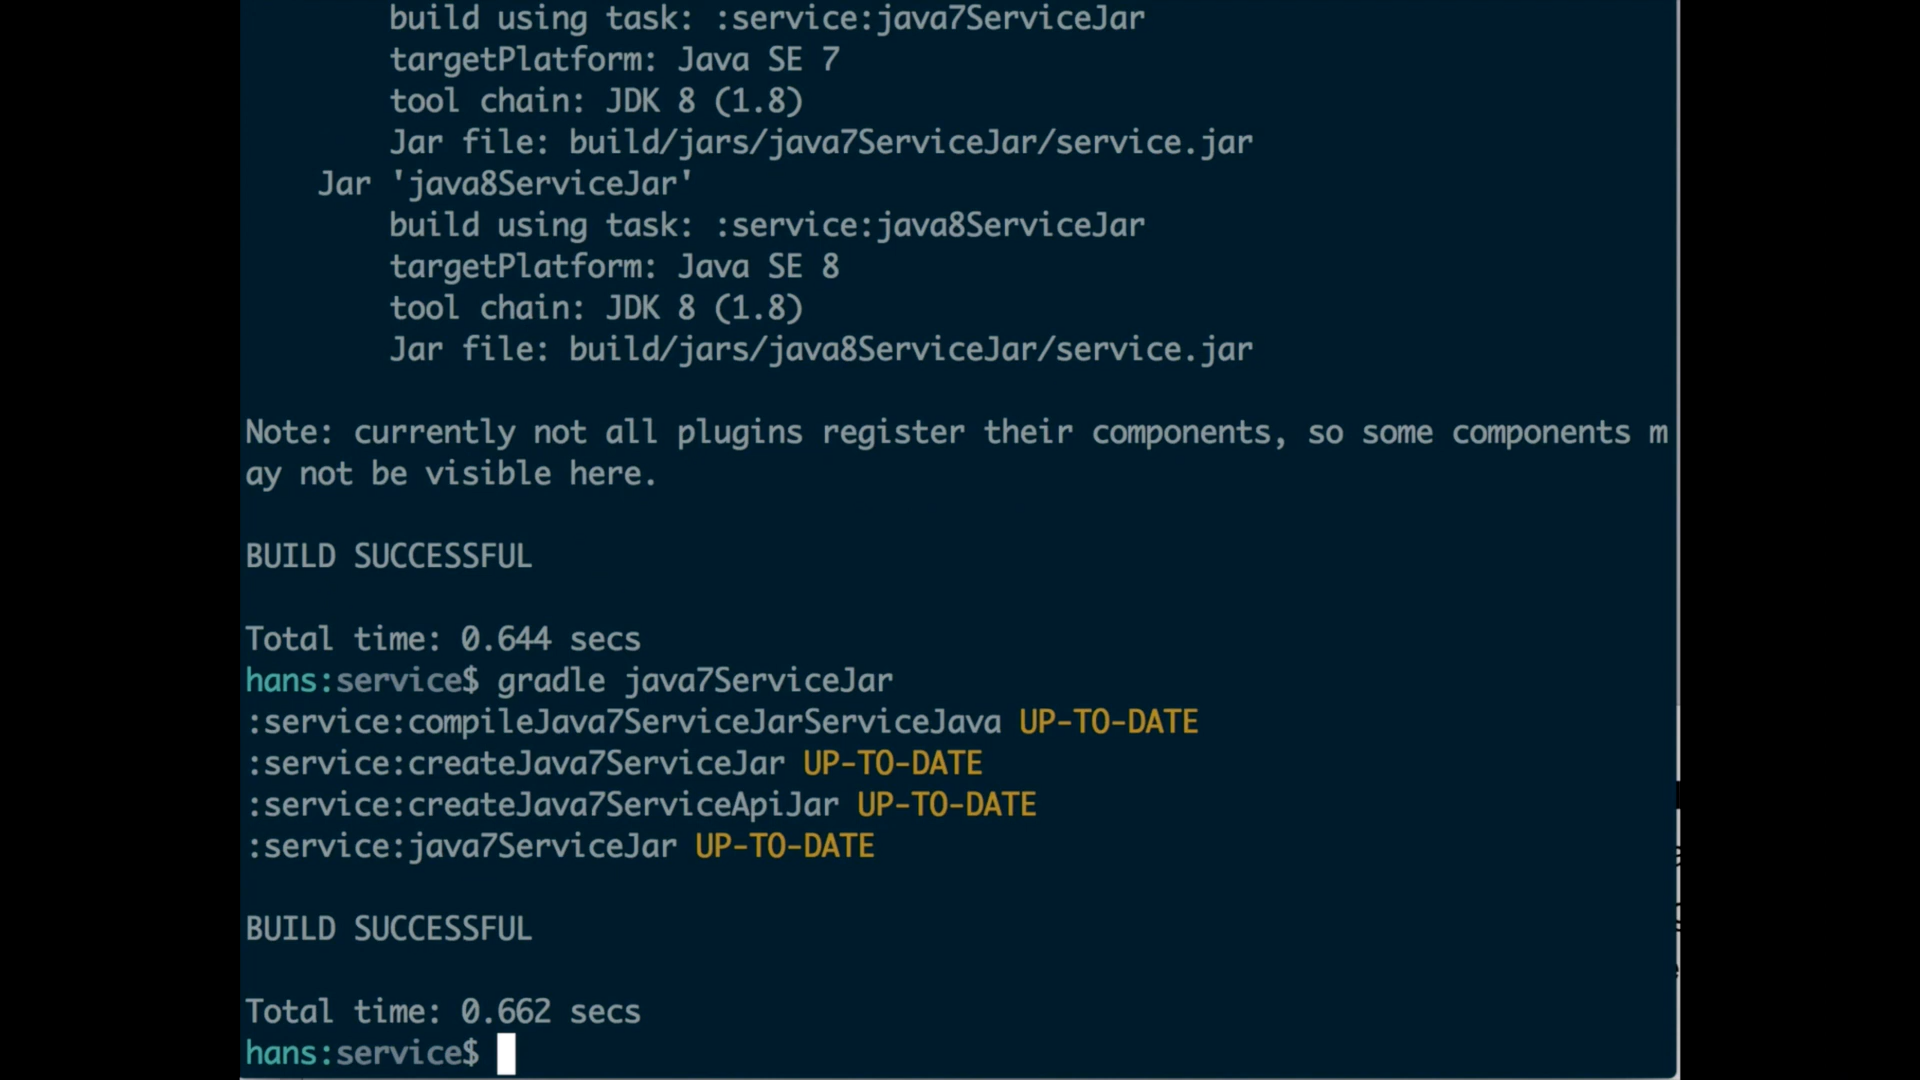 build using task: :service:java7ServiceJar
targetPlatform: Java SE 7
tool chain: JDK 8 (1.8)
Jar file: build/jars/java7ServiceJar/service.jar
Jar 'java8ServiceJar'
build using task: :service:java8ServiceJar
targetPlatform: Java SE 8
tool chain: JDK 8 (1.8)
Jar file: build/jars/java8ServiceJar/service.jar
Note: currently not all plugins register their components, so some components m
ay not be visible here.
BUILD SUCCESSFUL
Total time: 0.644 secs
hans:service$ gradle java7ServiceJar
:service:compileJava7ServiceJarServiceJava UP-TO-DATE
:service:createJava7ServiceJar UP-TO-DATE
:service:createJava7ServiceApiJar UP-TO-DATE
:service:java7ServiceJar UP-TO-DATE
BUILD SUCCESSFUL
Total time: 0.662 secs
hans:service$